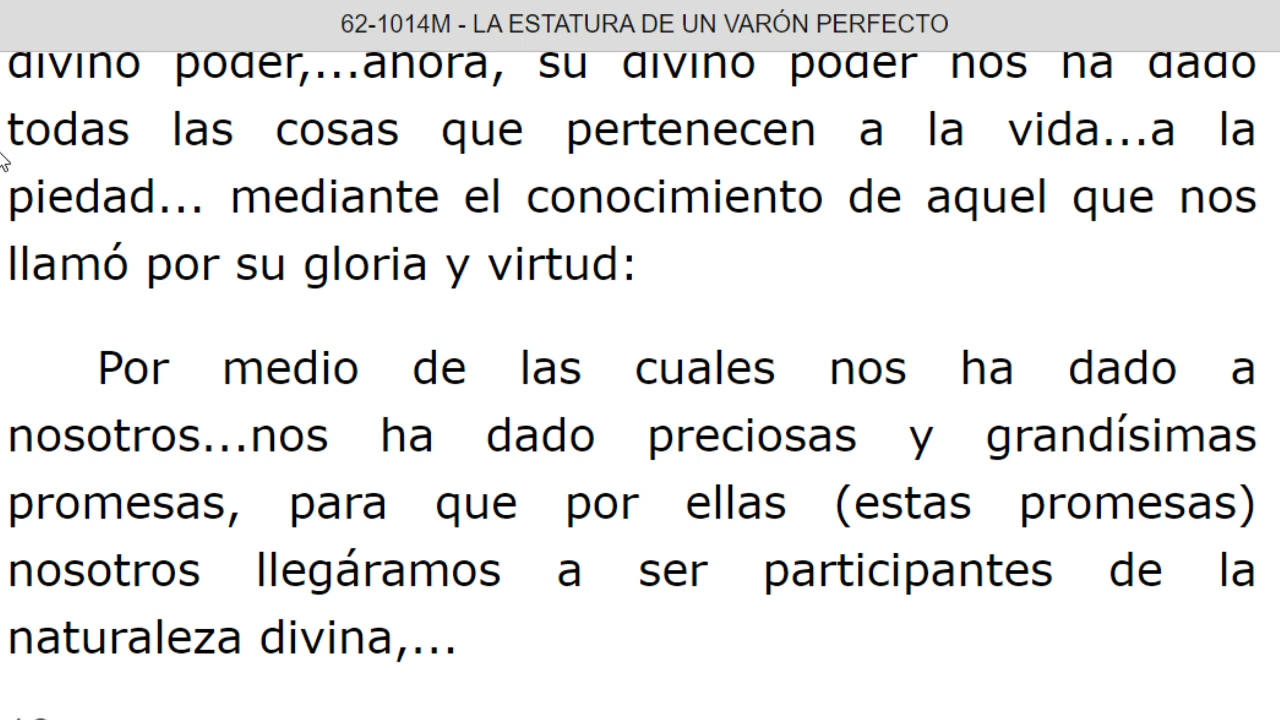 62-1014M - LA ESTATURA DE UN VARÓN PERFECTO
divino poder,...ahora, su divino poder nos ha dado
todas las cosas que pertenecen a la vida...a la
piedad... mediante el conocimiento de aquel que nos
llamó por su gloria y virtud:
Por medio de las cuales nos ha dado a
nosotros...nos ha dado preciosas y grandísimas
promesas, para que por ellas (estas promesas)
nosotros llegáramos a ser participantes de la
naturaleza divina,...